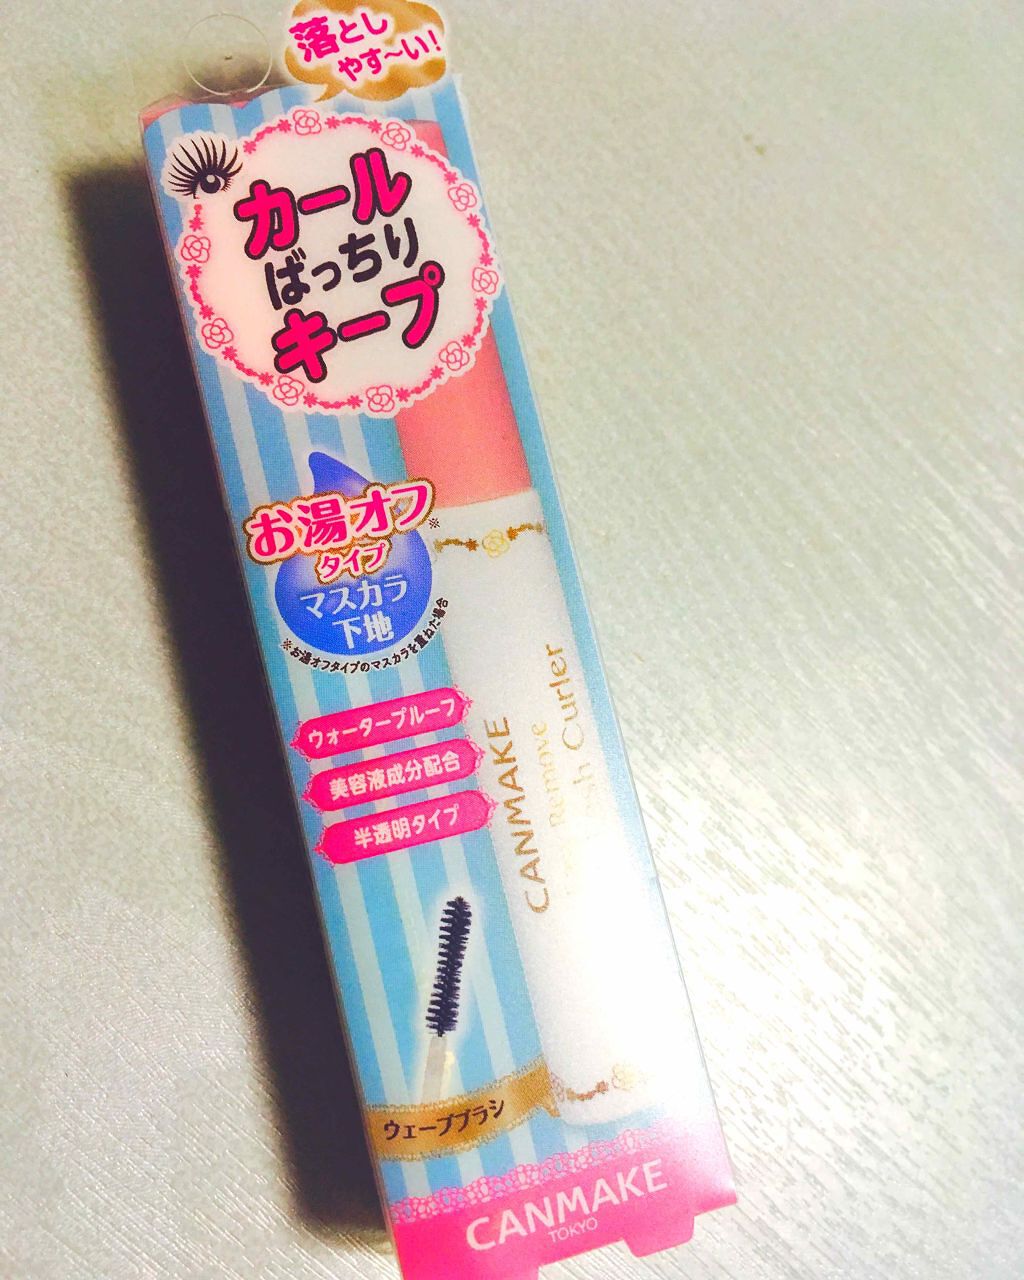 落とし
やす〜い!
カール
ばっちり
キープ
お湯オフ※
タイプ
マスカラ
下地
※お湯オフタイプのマスカラを重ねた場合
ウォータープルーフ
美容液成分配合
半透明タイプ
CANMAKE
Remove
Curler
ウェーブブラシ
CANMAKE
TOKYO